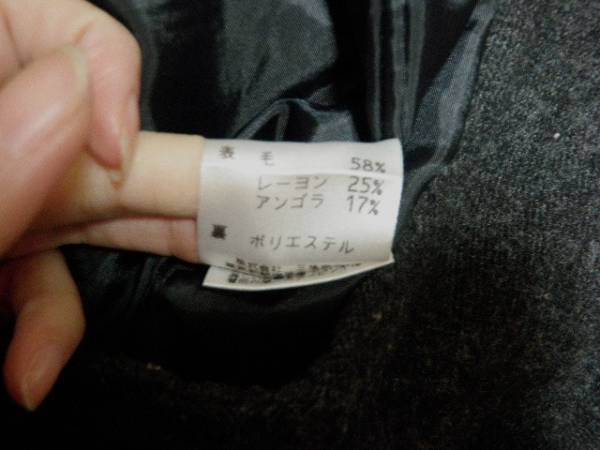 表 毛 58%
レーヨン 25%
アンゴラ 17%
裏 ポリエステル